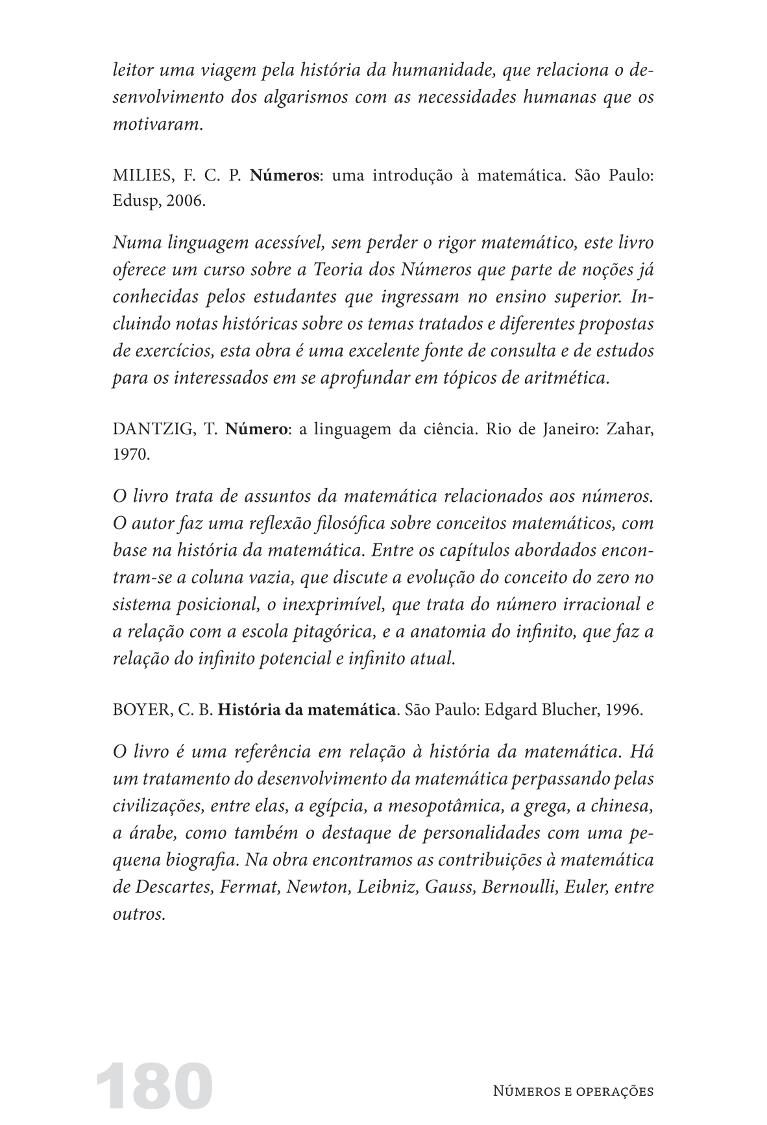 leitor uma viagem pela história da humanidade, que relaciona o de-
senvolvimento dos algarismos com as necessidades humanas que os
motivaram.
MILIES, F. C. P. Números: uma introdução à matemática. São Paulo:
Edusp, 2006.
Numa linguagem acessível, sem perder o rigor matemático, este livro
oferece um curso sobre a Teoria dos Números que parte de noções já
conhecidas pelos estudantes que ingressam no ensino superior. In-
cluindo notas históricas sobre os temas tratados e diferentes propostas
de exercícios, esta obra é uma excelente fonte de consulta e de estudos
para os interessados em se aprofundar em tópicos de aritmética.
DANTZIG, T. Número: a linguagem da ciência. Rio de Janeiro: Zahar,
1970.
O livro trata de assuntos da matemática relacionados aos números.
O autor faz uma reflexão filosófica sobre conceitos matemáticos, com
base na história da matemática. Entre os capítulos abordados encon-
tram-se a coluna vazia, que discute a evolução do conceito do zero no
sistema posicional, o inexprimível, que trata do número irracional e
a relação com a escola pitagórica, e a anatomia do infinito, que faz a
relação do infinito potencial e infinito atual.
BOYER, C. B. História da matemática. São Paulo: Edgard Blucher, 1996.
O livro é uma referência em relação à história da matemática. Há
um tratamento do desenvolvimento da matemática perpassando pelas
civilizações, entre elas, a egípcia, a mesopotâmica, a grega, a chinesa,
a árabe, como também o destaque de personalidades com uma pe-
quena biografia. Na obra encontramos as contribuições à matemática
de Descartes, Fermat, Newton, Leibniz, Gauss, Bernoulli, Euler, entre
outros.
180
Números e operações